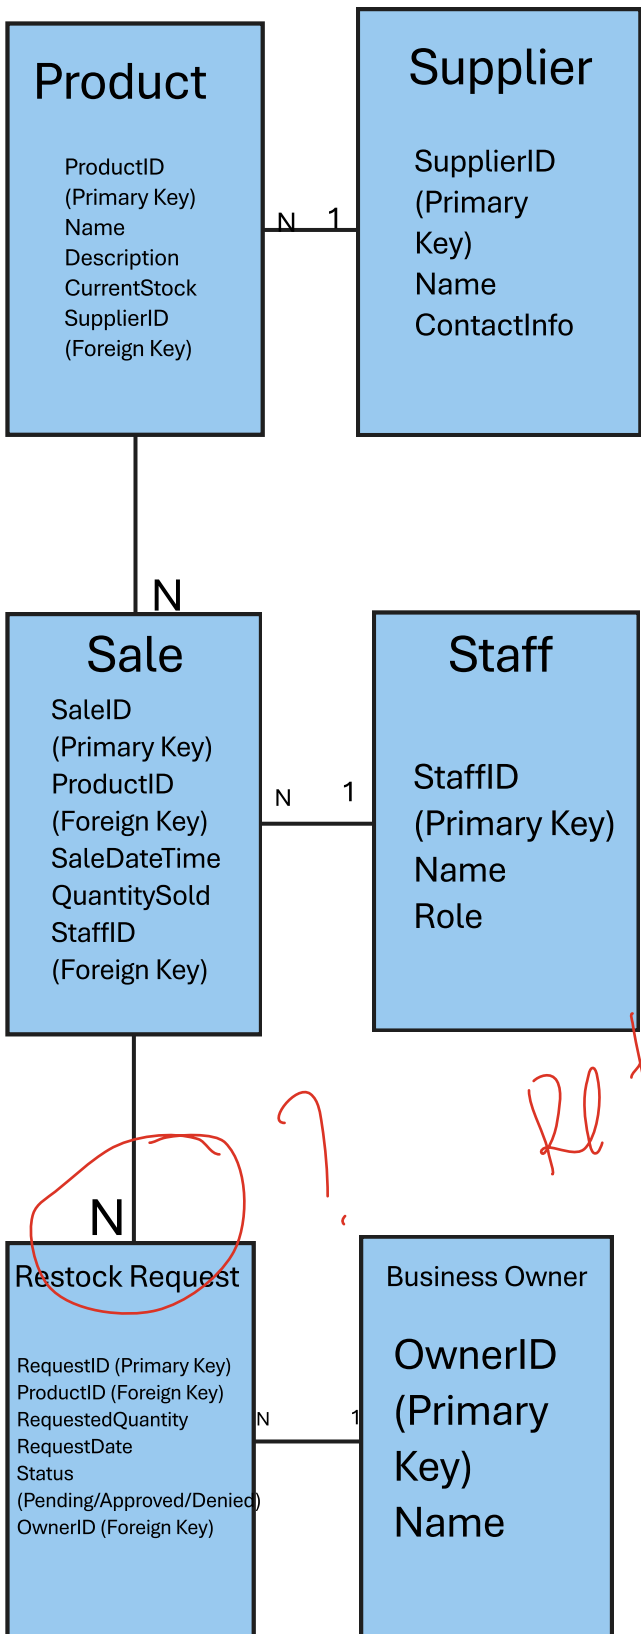 Product
ProductID
(Primary Key)
Name
Description
CurrentStock
SupplierID
(Foreign Key)
N 1
Supplier
SupplierID
(Primary
Key)
Name
ContactInfo
N
Sale
SaleID
(Primary Key)
ProductID
(Foreign Key)
SaleDateTime
QuantitySold
StaffID
(Foreign Key)
N 1
Staff
StaffID
(Primary Key)
Name
Role
?
N
Restock Request
RequestID (Primary Key)
ProductID (Foreign Key)
RequestedQuantity
RequestDate
Status
(Pending/Approved/Denied)
OwnerID (Foreign Key)
N 1
Business Owner
OwnerID
(Primary
Key)
Name